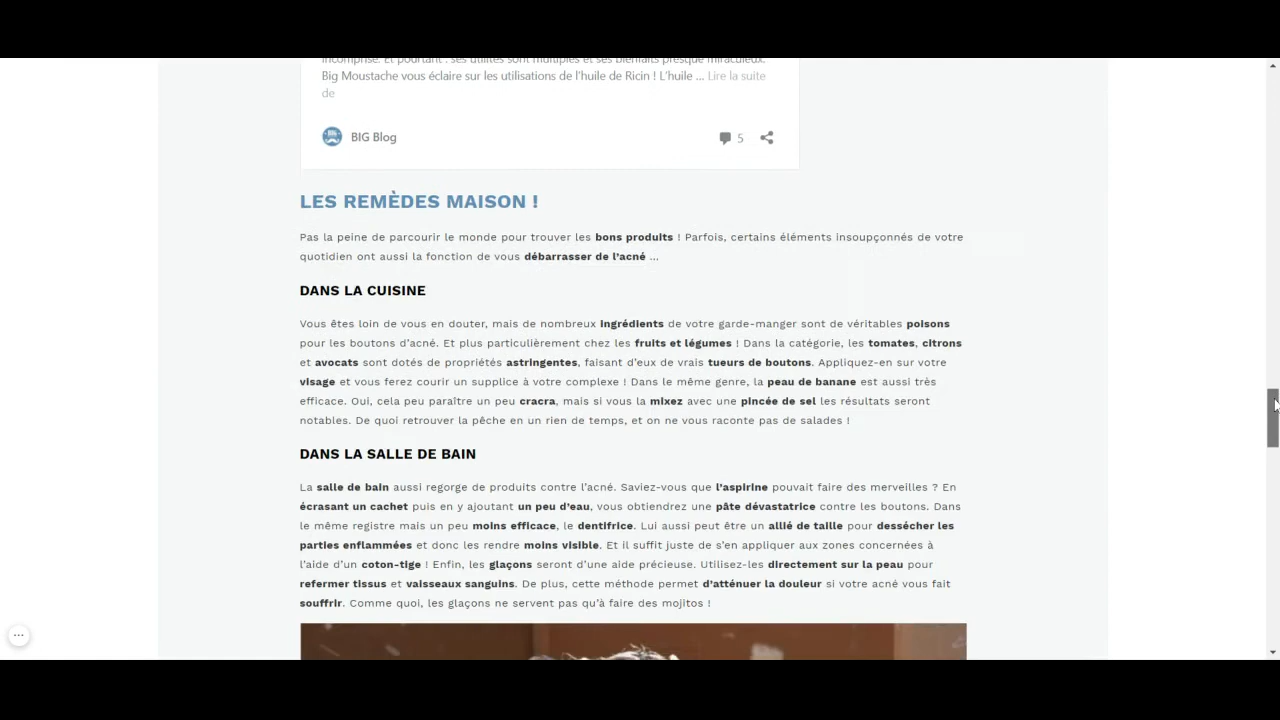 incomprise. Et pourtant : ses utilités sont multiples et ses bienfaits presque miraculeux.
Big Moustache vous éclaire sur les utilisations de l'huile de Ricin ! L'huile ... Lire la suite
de
BIG Blog 5
LES REMÈDES MAISON !
Pas la peine de parcourir le monde pour trouver les bons produits ! Parfois, certains éléments insoupçonnés de votre
quotidien ont aussi la fonction de vous débarrasser de l'acné ...
DANS LA CUISINE
Vous êtes loin de vous en douter, mais de nombreux ingrédients de votre garde-manger sont de véritables poisons
pour les boutons d'acné. Et plus particulièrement chez les fruits et légumes ! Dans la catégorie, les tomates, citrons
et avocats sont dotés de propriétés astringentes, faisant d'eux de vrais tueurs de boutons. Appliquez-en sur votre
visage et vous ferez courir un supplice à votre complexe ! Dans le même genre, la peau de banane est aussi très
efficace. Oui, cela peu paraître un peu cracra, mais si vous la mixez avec une pincée de sel les résultats seront
notables. De quoi retrouver la pêche en un rien de temps, et on ne vous raconte pas de salades !
DANS LA SALLE DE BAIN
La salle de bain aussi regorge de produits contre l'acné. Saviez-vous que l'aspirine pouvait faire des merveilles ? En
écrasant un cachet puis en y ajoutant un peu d'eau, vous obtiendrez une pâte dévastatrice contre les boutons. Dans
le même registre mais un peu moins efficace, le dentifrice. Lui aussi peut être un allié de taille pour dessécher les
parties enflammées et donc les rendre moins visible. Et il suffit juste de s'en appliquer aux zones concernées à
l'aide d'un coton-tige ! Enfin, les glaçons seront d'une aide précieuse. Utilisez-les directement sur la peau pour
refermer tissus et vaisseaux sanguins. De plus, cette méthode permet d'atténuer la douleur si votre acné vous fait
souffrir. Comme quoi, les glaçons ne servent pas qu'à faire des mojitos !